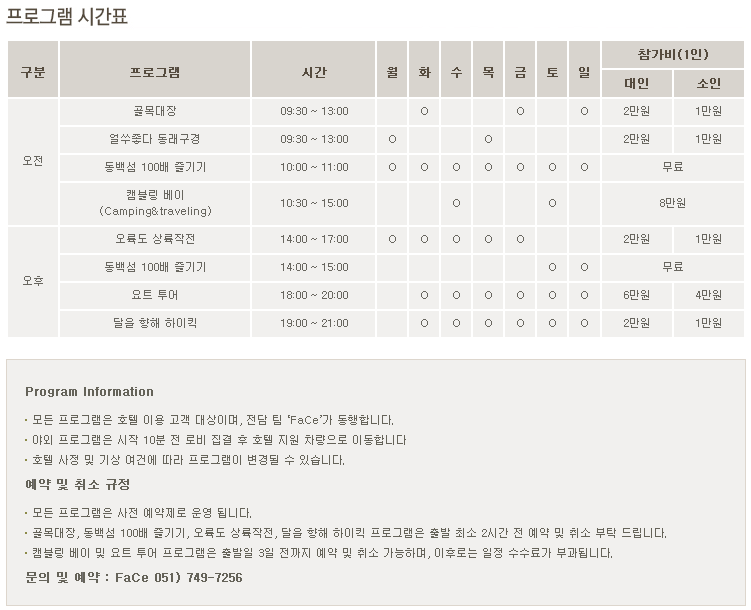 프로그램 시간표
구분 프로그램 시간 월 화 수 목 금 토 일 참가비(1인)
대인 소인
오전
골목대장 09:30 ~ 13:00 ○ ○ ○ 2만원 1만원
얼쑤좋다 동래구경 09:30 ~ 13:00 ○ ○ 2만원 1만원
동백섬 100배 즐기기 10:00 ~ 11:00 ○ ○ ○ ○ ○ ○ ○ 무료
캠블링 베이
(Camping&traveling) 10:30 ~ 15:00 ○ ○ 8만원
오후
오륙도 상륙작전 14:00 ~ 17:00 ○ ○ ○ ○ ○ 2만원 1만원
동백섬 100배 즐기기 14:00 ~ 15:00 ○ ○ 무료
요트 투어 18:00 ~ 20:00 ○ ○ ○ ○ ○ ○ 6만원 4만원
달을 향해 하이킥 19:00 ~ 21:00 ○ ○ ○ ○ ○ ○ 2만원 1만원
Program Information
· 모든 프로그램은 호텔 이용 고객 대상이며, 전담 팀 ‘FaCe’가 동행합니다.
· 야외 프로그램은 시작 10분 전 로비 집결 후 호텔 지원 차량으로 이동합니다
· 호텔 사정 및 기상 여건에 따라 프로그램이 변경될 수 있습니다.
예약 및 취소 규정
· 모든 프로그램은 사전 예약제로 운영 됩니다.
· 골목대장, 동백섬 100배 즐기기, 오륙도 상륙작전, 달을 향해 하이킥 프로그램은 출발 최소 2시간 전 예약 및 취소 부탁 드립니다.
· 캠블링 베이 및 요트 투어 프로그램은 출발일 3일 전까지 예약 및 취소 가능하며, 이후로는 일정 수수료가 부과됩니다.
문의 및 예약 : FaCe 051) 749-7256